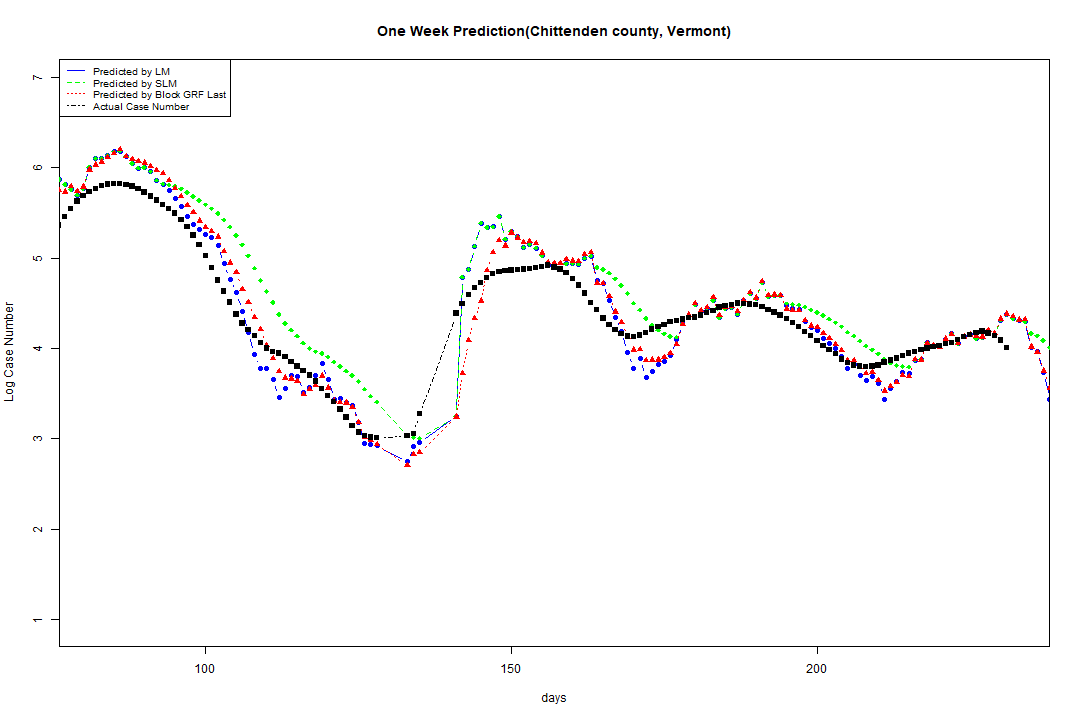 One Week Prediction(Chittenden county, Vermont)
Predicted by LM
Predicted by SLM
Predicted by Block GRF Last
Actual Case Number
7
6
5
4
3
2
1
Log Case Number
100 150 200
days